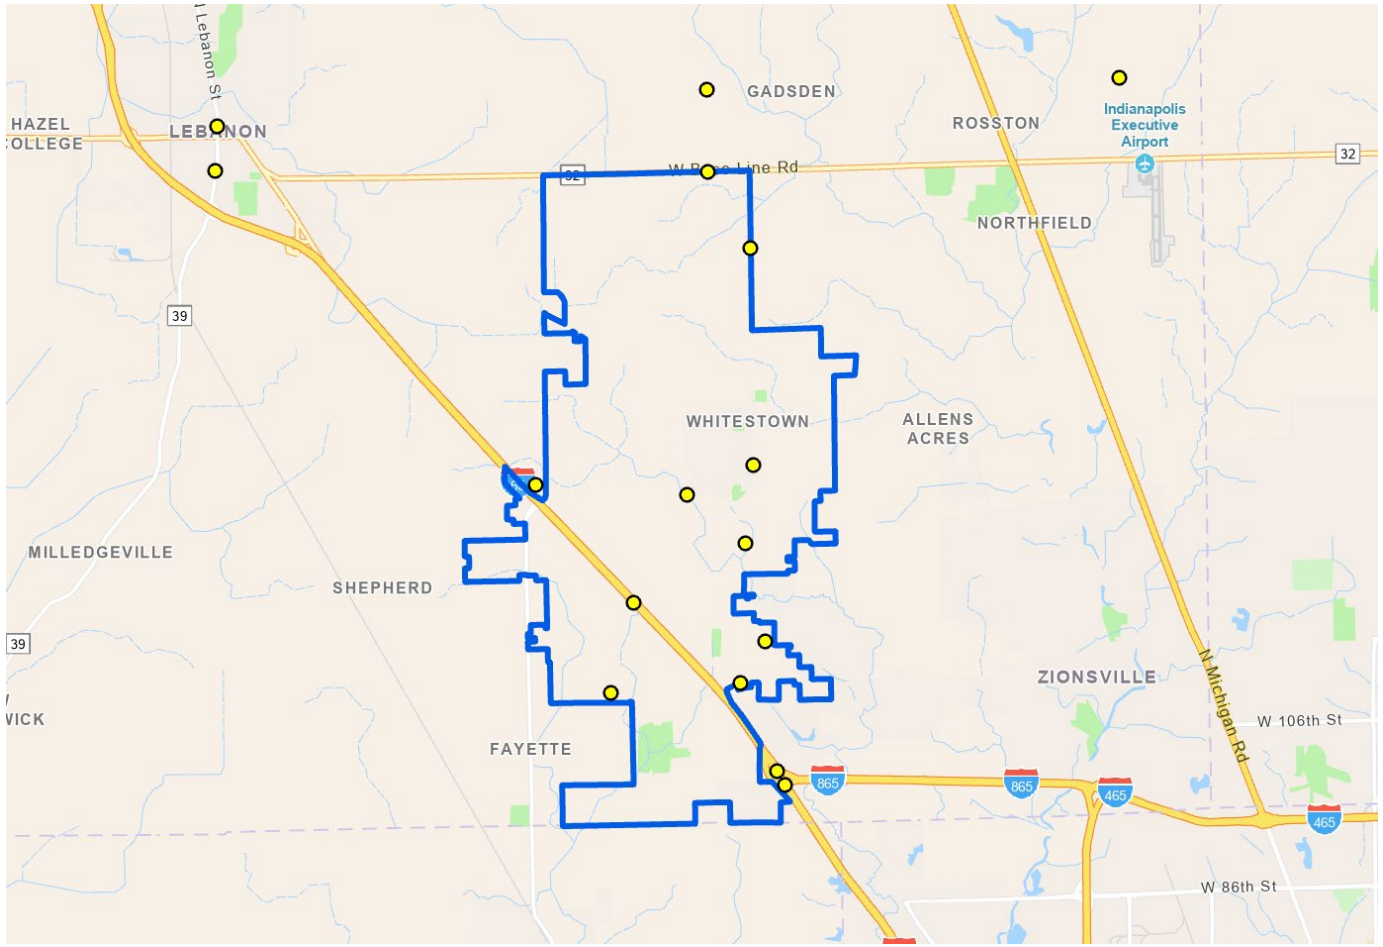 N Lebanon St
HAZEL
COLLEGE
LEBANON
GADSDEN
ROSSTON
Indianapolis
Executive
Airport
32
W Base Line Rd
32
NORTHFIELD
39
WHITESTOWN
ALLENS
ACRES
MILLEDGEVILLE
SHEPHERD
39
ZIONSVILLE
N Michigan Rd
WICK
W 106th St
FAYETTE
865
865
465
465
W 86th St